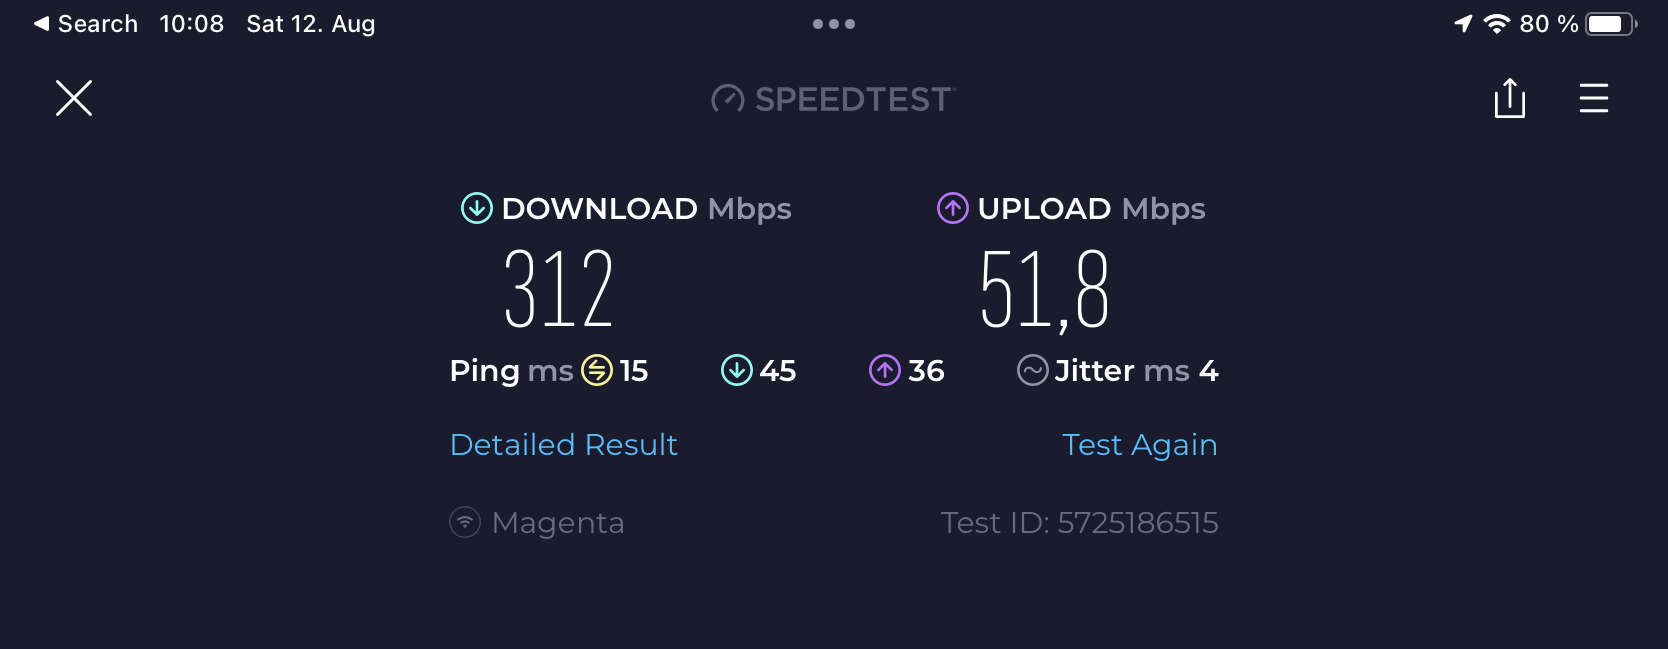 Search 10:08 Sat 12. Aug 80 %
SPEEDTEST
DOWNLOAD Mbps UPLOAD Mbps
312 51,8
Ping ms 15 45 36 Jitter ms 4
Detailed Result Test Again
Magenta Test ID: 5725186515